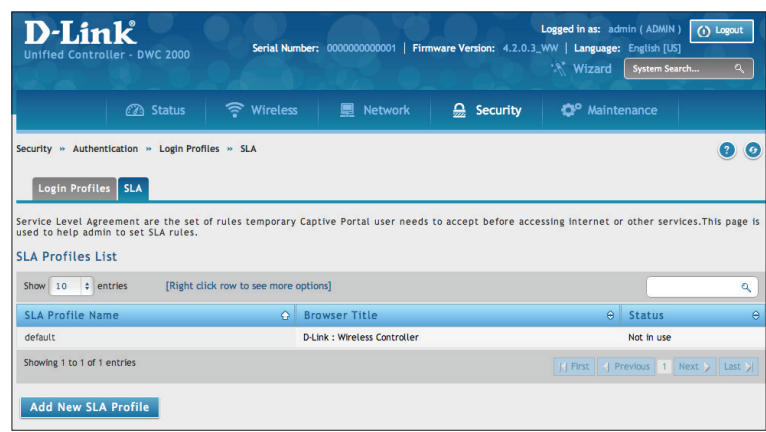 D-Link®
Unified Controller - DWC 2000
Logged in as: admin ( ADMIN ) Logout
Serial Number: 0000000000001 | Firmware Version: 4.2.0.3_WW | Language: English [US]
Wizard System Search...
Status Wireless Network Security Maintenance
Security » Authentication » Login Profiles » SLA
Login Profiles SLA
Service Level Agreement are the set of rules temporary Captive Portal user needs to accept before accessing internet or other services.This page is
used to help admin to set SLA rules.
SLA Profiles List
Show 10 entries [Right click row to see more options]
SLA Profile Name Browser Title Status
default D-Link : Wireless Controller Not in use
Showing 1 to 1 of 1 entries First Previous 1 Next Last
Add New SLA Profile